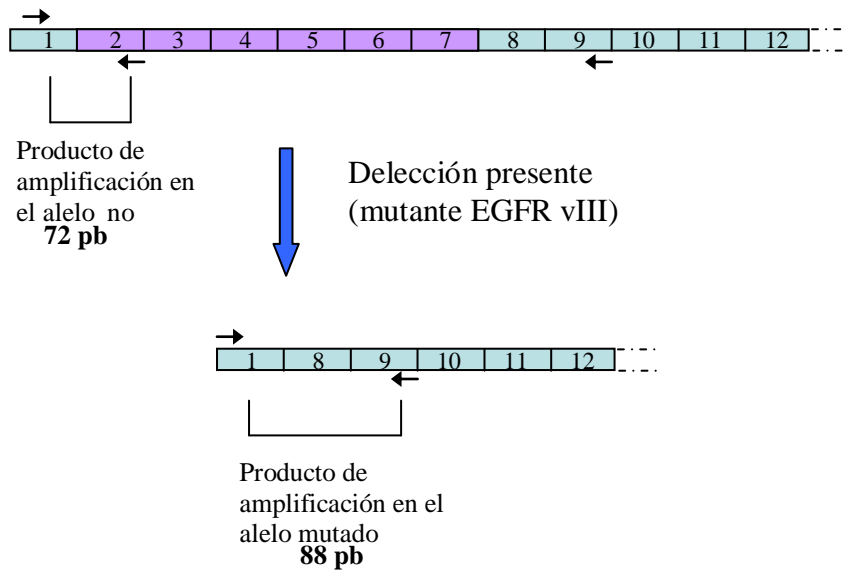 1 2 3 4 5 6 7 8 9 10 11 12
Producto de
amplificación en
el alelo no
72 pb
Delección presente
(mutante EGFR vIII)
1 8 9 10 11 12
Producto de
amplificación en el
alelo mutado
88 pb